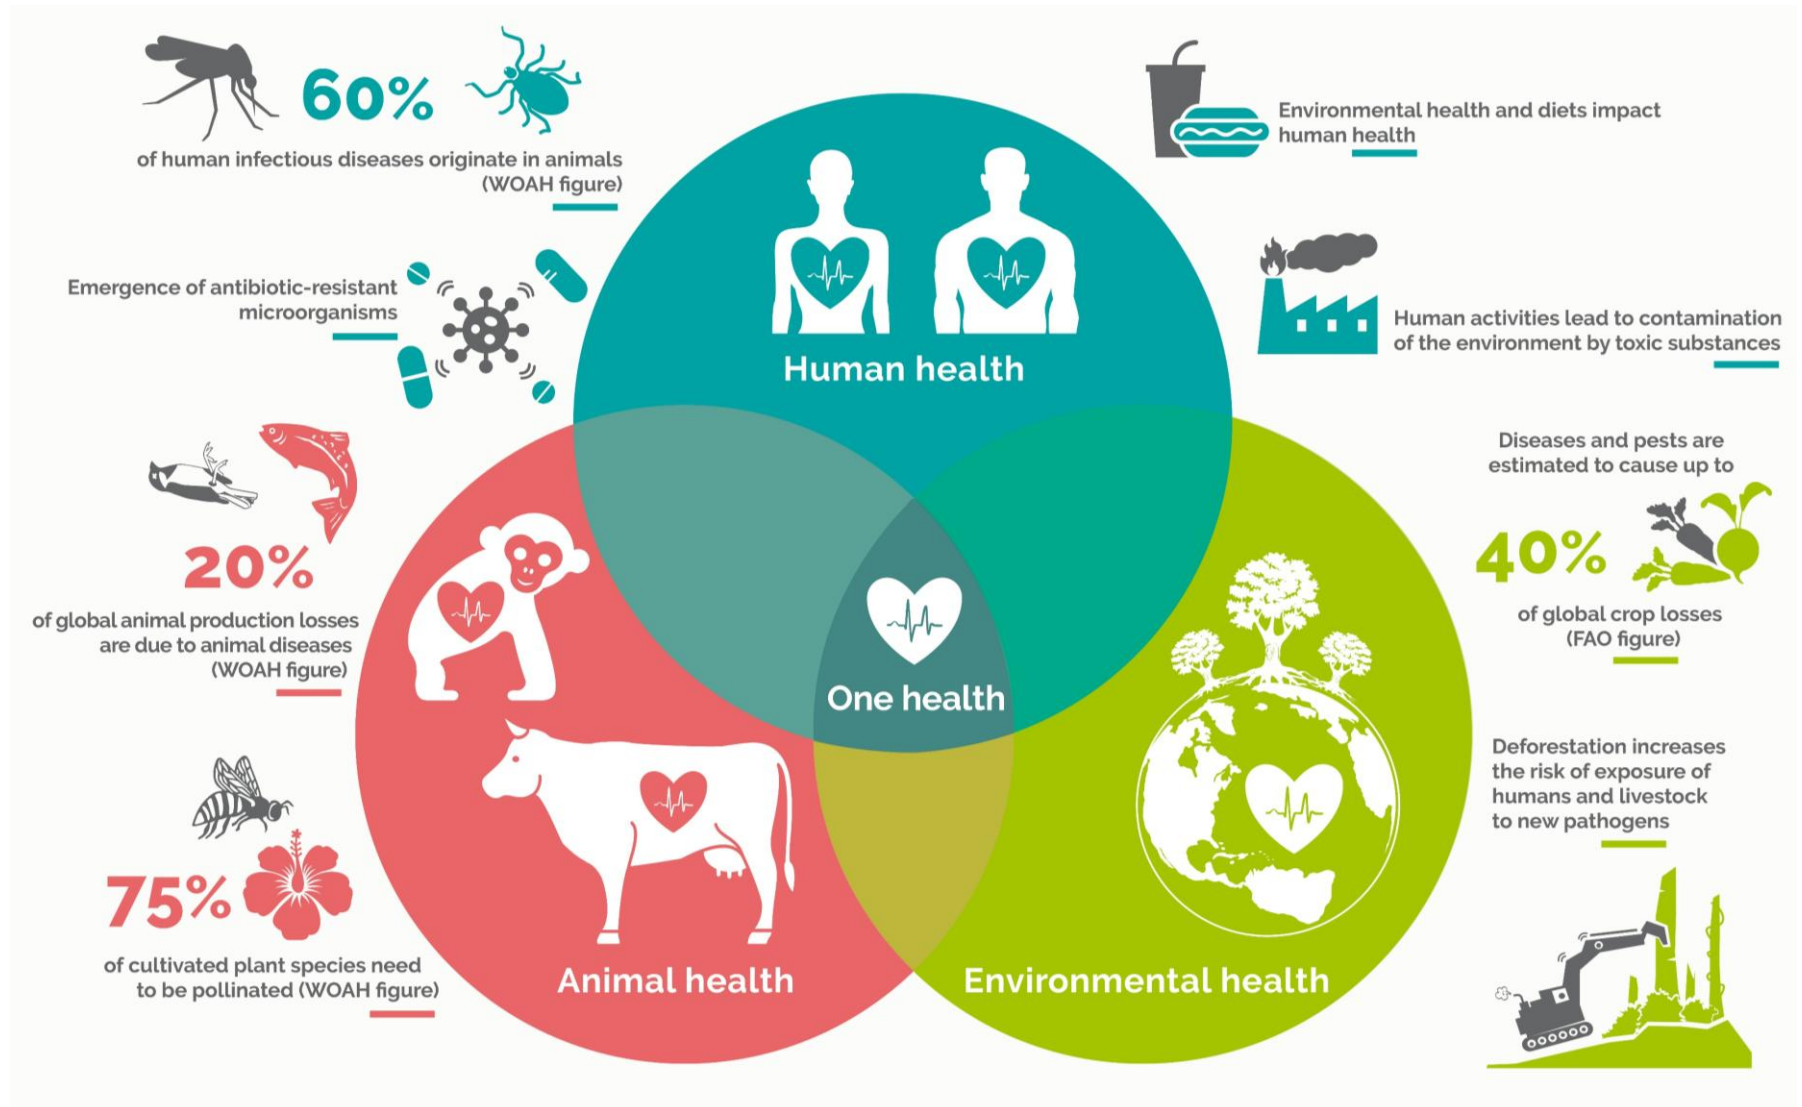 60%
of human infectious diseases originate in animals
(WOAH figure)
Emergence of antibiotic-resistant
microorganisms
20%
of global animal production losses
are due to animal diseases
(WOAH figure)
75%
of cultivated plant species need
to be pollinated (WOAH figure)
Human health
One health
Animal health
Environmental health
Environmental health and diets impact
human health
Human activities lead to contamination
of the environment by toxic substances
Diseases and pests are
estimated to cause up to
40%
of global crop losses
(FAO figure)
Deforestation increases
the risk of exposure of
humans and livestock
to new pathogens